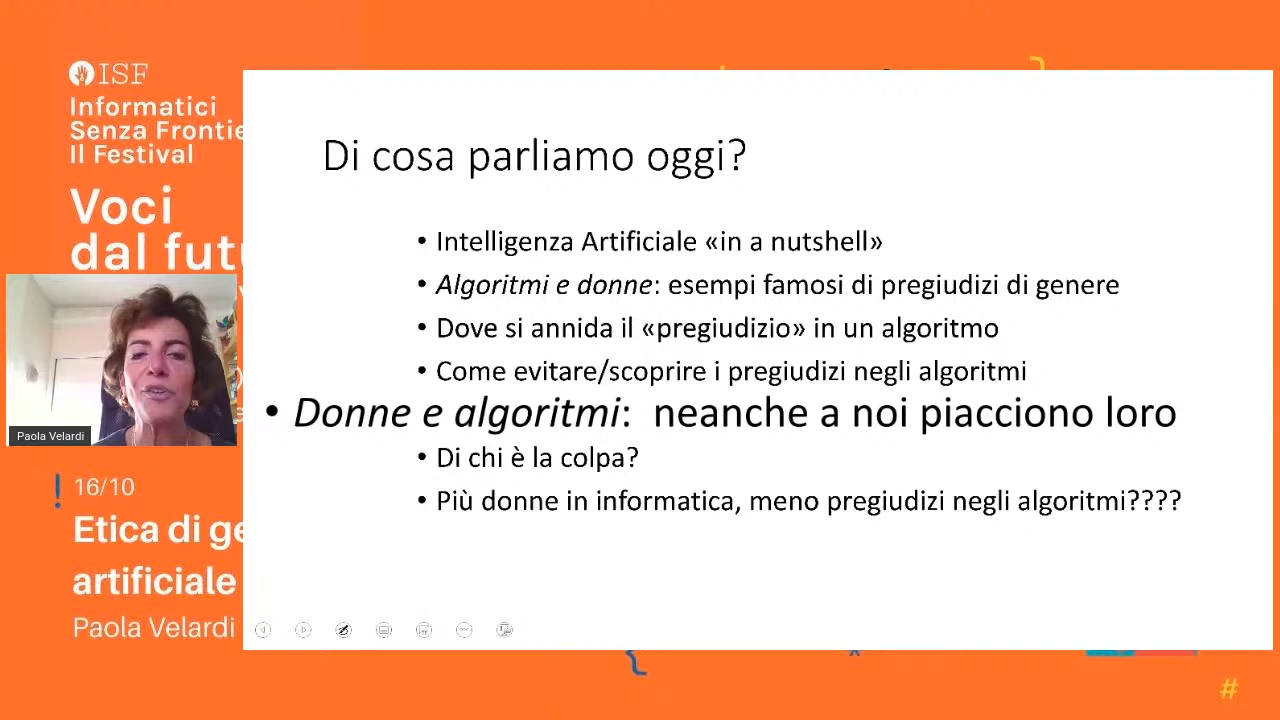 ISF
Informatici
Senza Frontie
Il Festival
Voci
dal futu
Paola Velardi
16/10
Etica di ge
artificiale
Paola Velardi
Di cosa parliamo oggi?
• Intelligenza Artificiale «in a nutshell»
• Algoritmi e donne: esempi famosi di pregiudizi di genere
• Dove si annida il «pregiudizio» in un algoritmo
• Come evitare/scoprire i pregiudizi negli algoritmi
• Donne e algoritmi: neanche a noi piacciono loro
• Di chi è la colpa?
• Più donne in informatica, meno pregiudizi negli algoritmi????
#